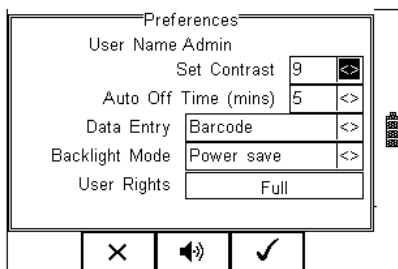 Preferences
User Name Admin
Set Contrast 9 <>
Auto Off Time (mins) 5 <>
Data Entry Barcode <>
Backlight Mode Power save <>
User Rights Full